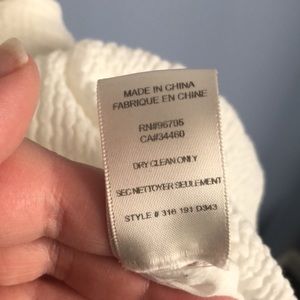 MADE IN CHINA
FABRIQUE EN CHINE
RN#96705
CA#34460
DRY CLEAN ONLY
SEC NETTOYER SEULEMENT
STYLE # 316 191 D343